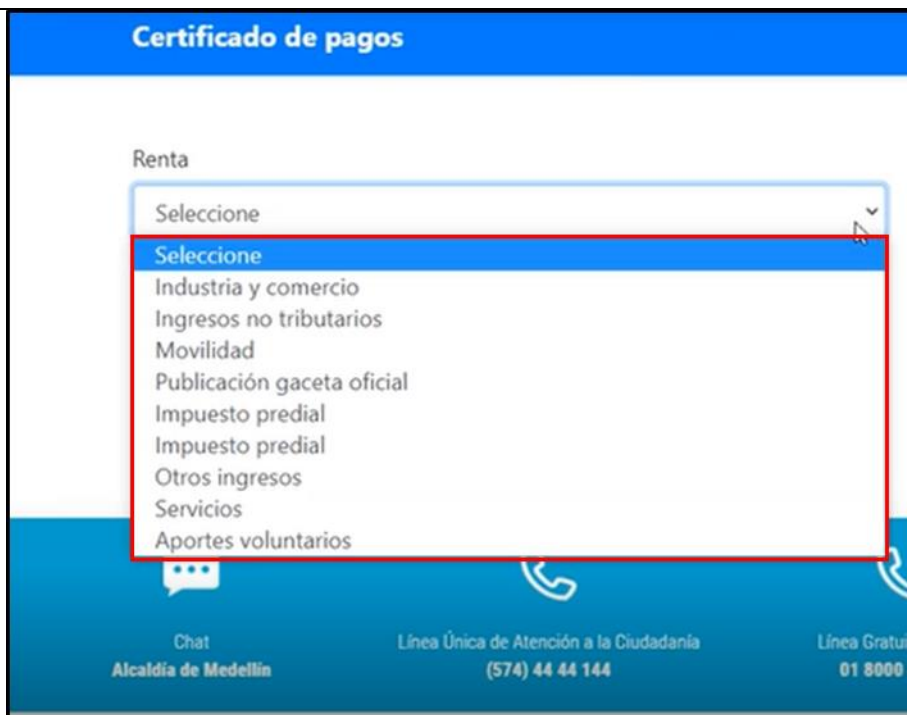 Certificado de pagos
Renta
Seleccione
Seleccione
Industria y comercio
Ingresos no tributarios
Movilidad
Publicación gaceta oficial
Impuesto predial
Impuesto predial
Otros ingresos
Servicios
Aportes voluntarios
Chat
Alcaldía de Medellín
Línea Única de Atención a la Ciudadanía
(574) 44 44 144
Línea
01 8000